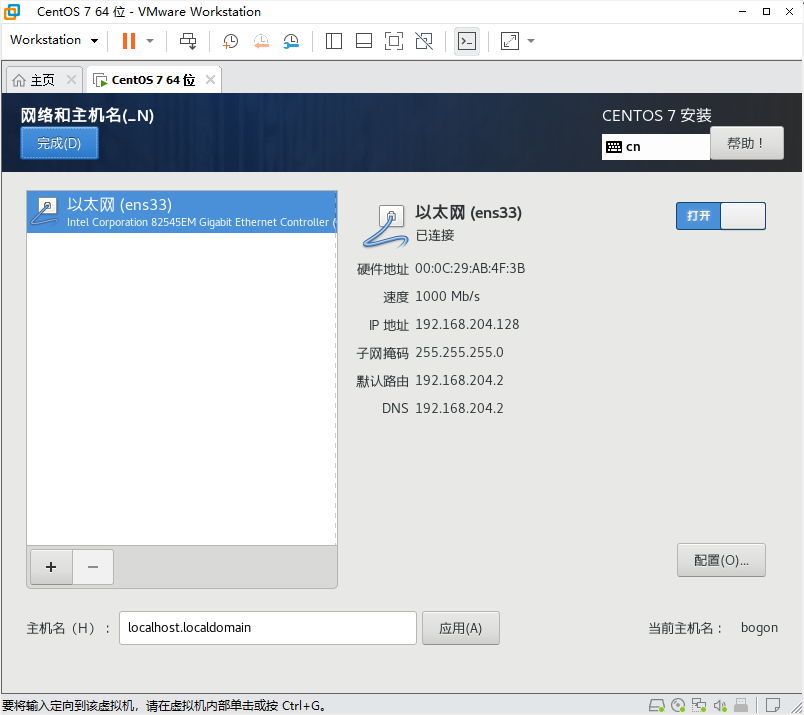 CentOS 7 64 位 - VMware Workstation
Workstation
主页
CentOS 7 64 位
网络和主机名(_N)
CENTOS 7 安装
完成(D)
cn
帮助！
以太网 (ens33)
Intel Corporation 82545EM Gigabit Ethernet Controller (
以太网 (ens33)
已连接
打开
硬件地址 00:0C:29:AB:4F:3B
速度 1000 Mb/s
IP 地址 192.168.204.128
子网掩码 255.255.255.0
默认路由 192.168.204.2
DNS 192.168.204.2
+ −
配置(O)...
主机名（H）： localhost.localdomain 应用(A) 当前主机名： bogon
要将输入定向到该虚拟机，请在虚拟机内部单击或按 Ctrl+G。